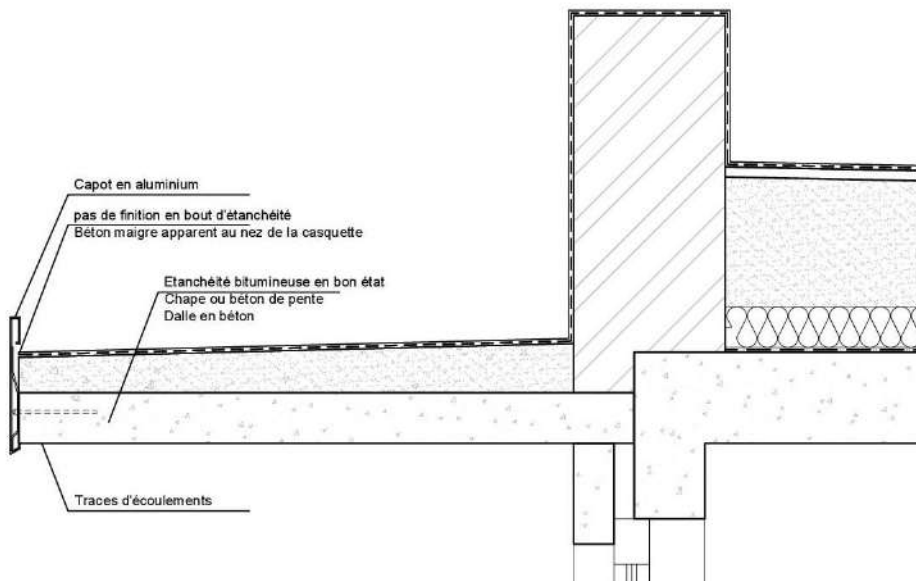 Capot en aluminium
pas de finition en bout d'étanchéité
Béton maigre apparent au nez de la casquette
Etanchéité bitumineuse en bon état
Chape ou béton de pente
Dalle en béton
Traces d'écoulements